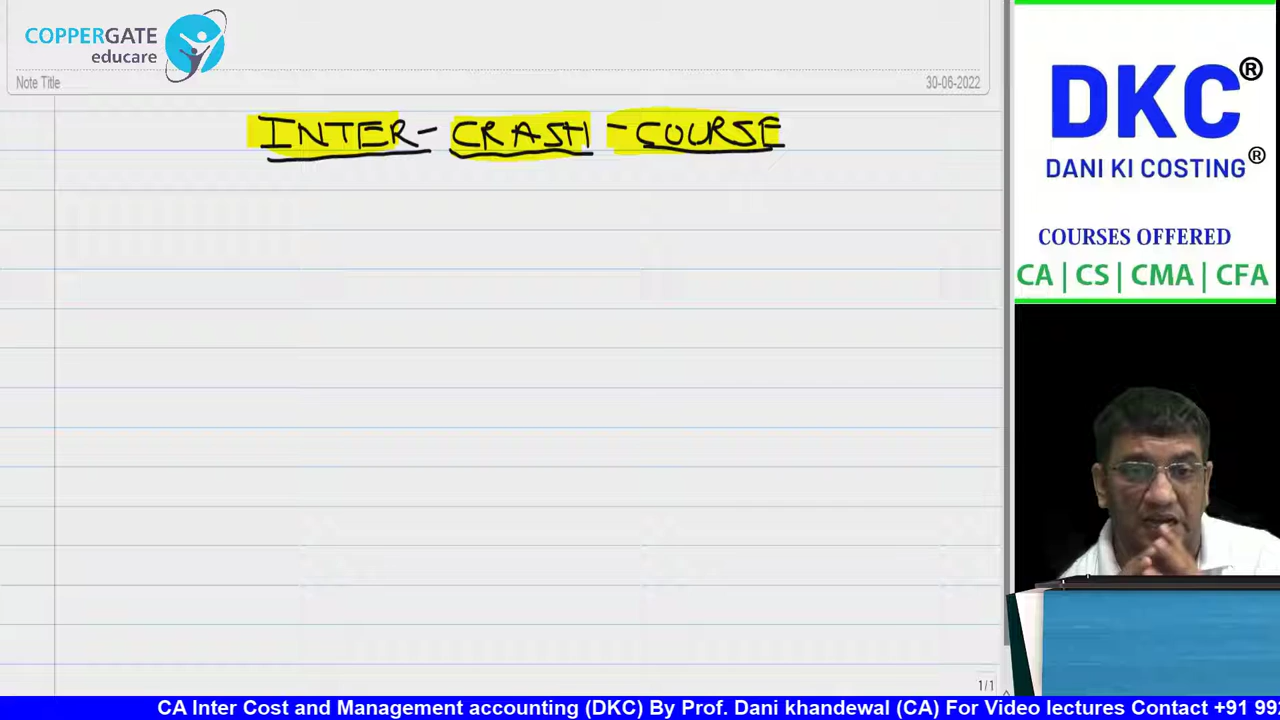 COPPERGATE
educare
Note Title
30-06-2022
INTER - CRASH - COURSE
1/1
DKC®
DANI KI COSTING®
COURSES OFFERED
CA | CS | CMA | CFA
CA Inter Cost and Management accounting (DKC) By Prof. Dani khandewal (CA) For Video lectures Contact +91 99